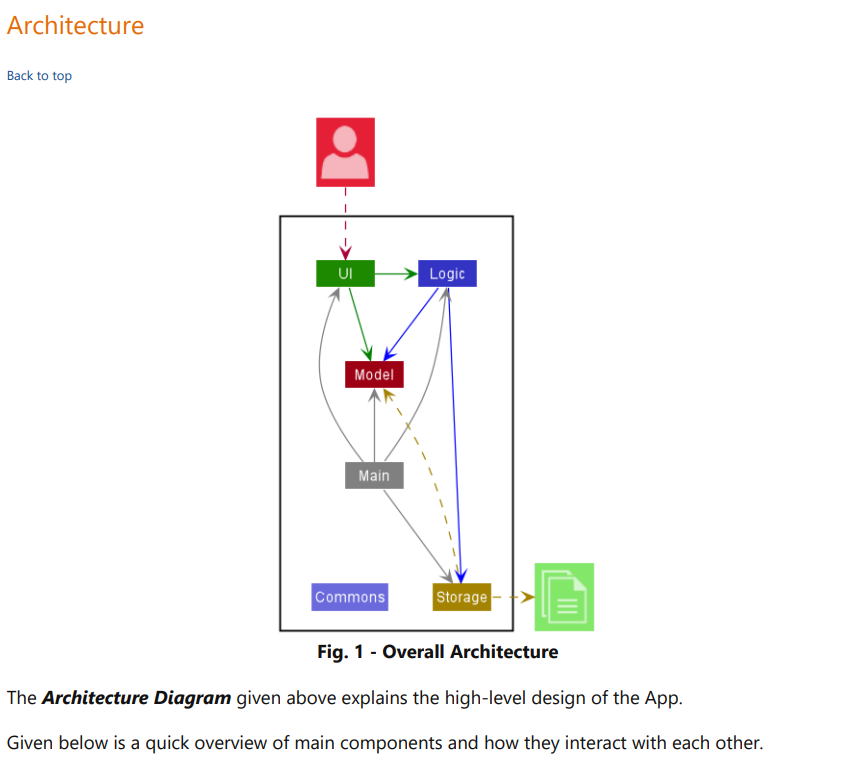 Architecture
Back to top
UI
Logic
Model
Main
Commons
Storage
Fig. 1 - Overall Architecture
The Architecture Diagram given above explains the high-level design of the App.
Given below is a quick overview of main components and how they interact with each other.